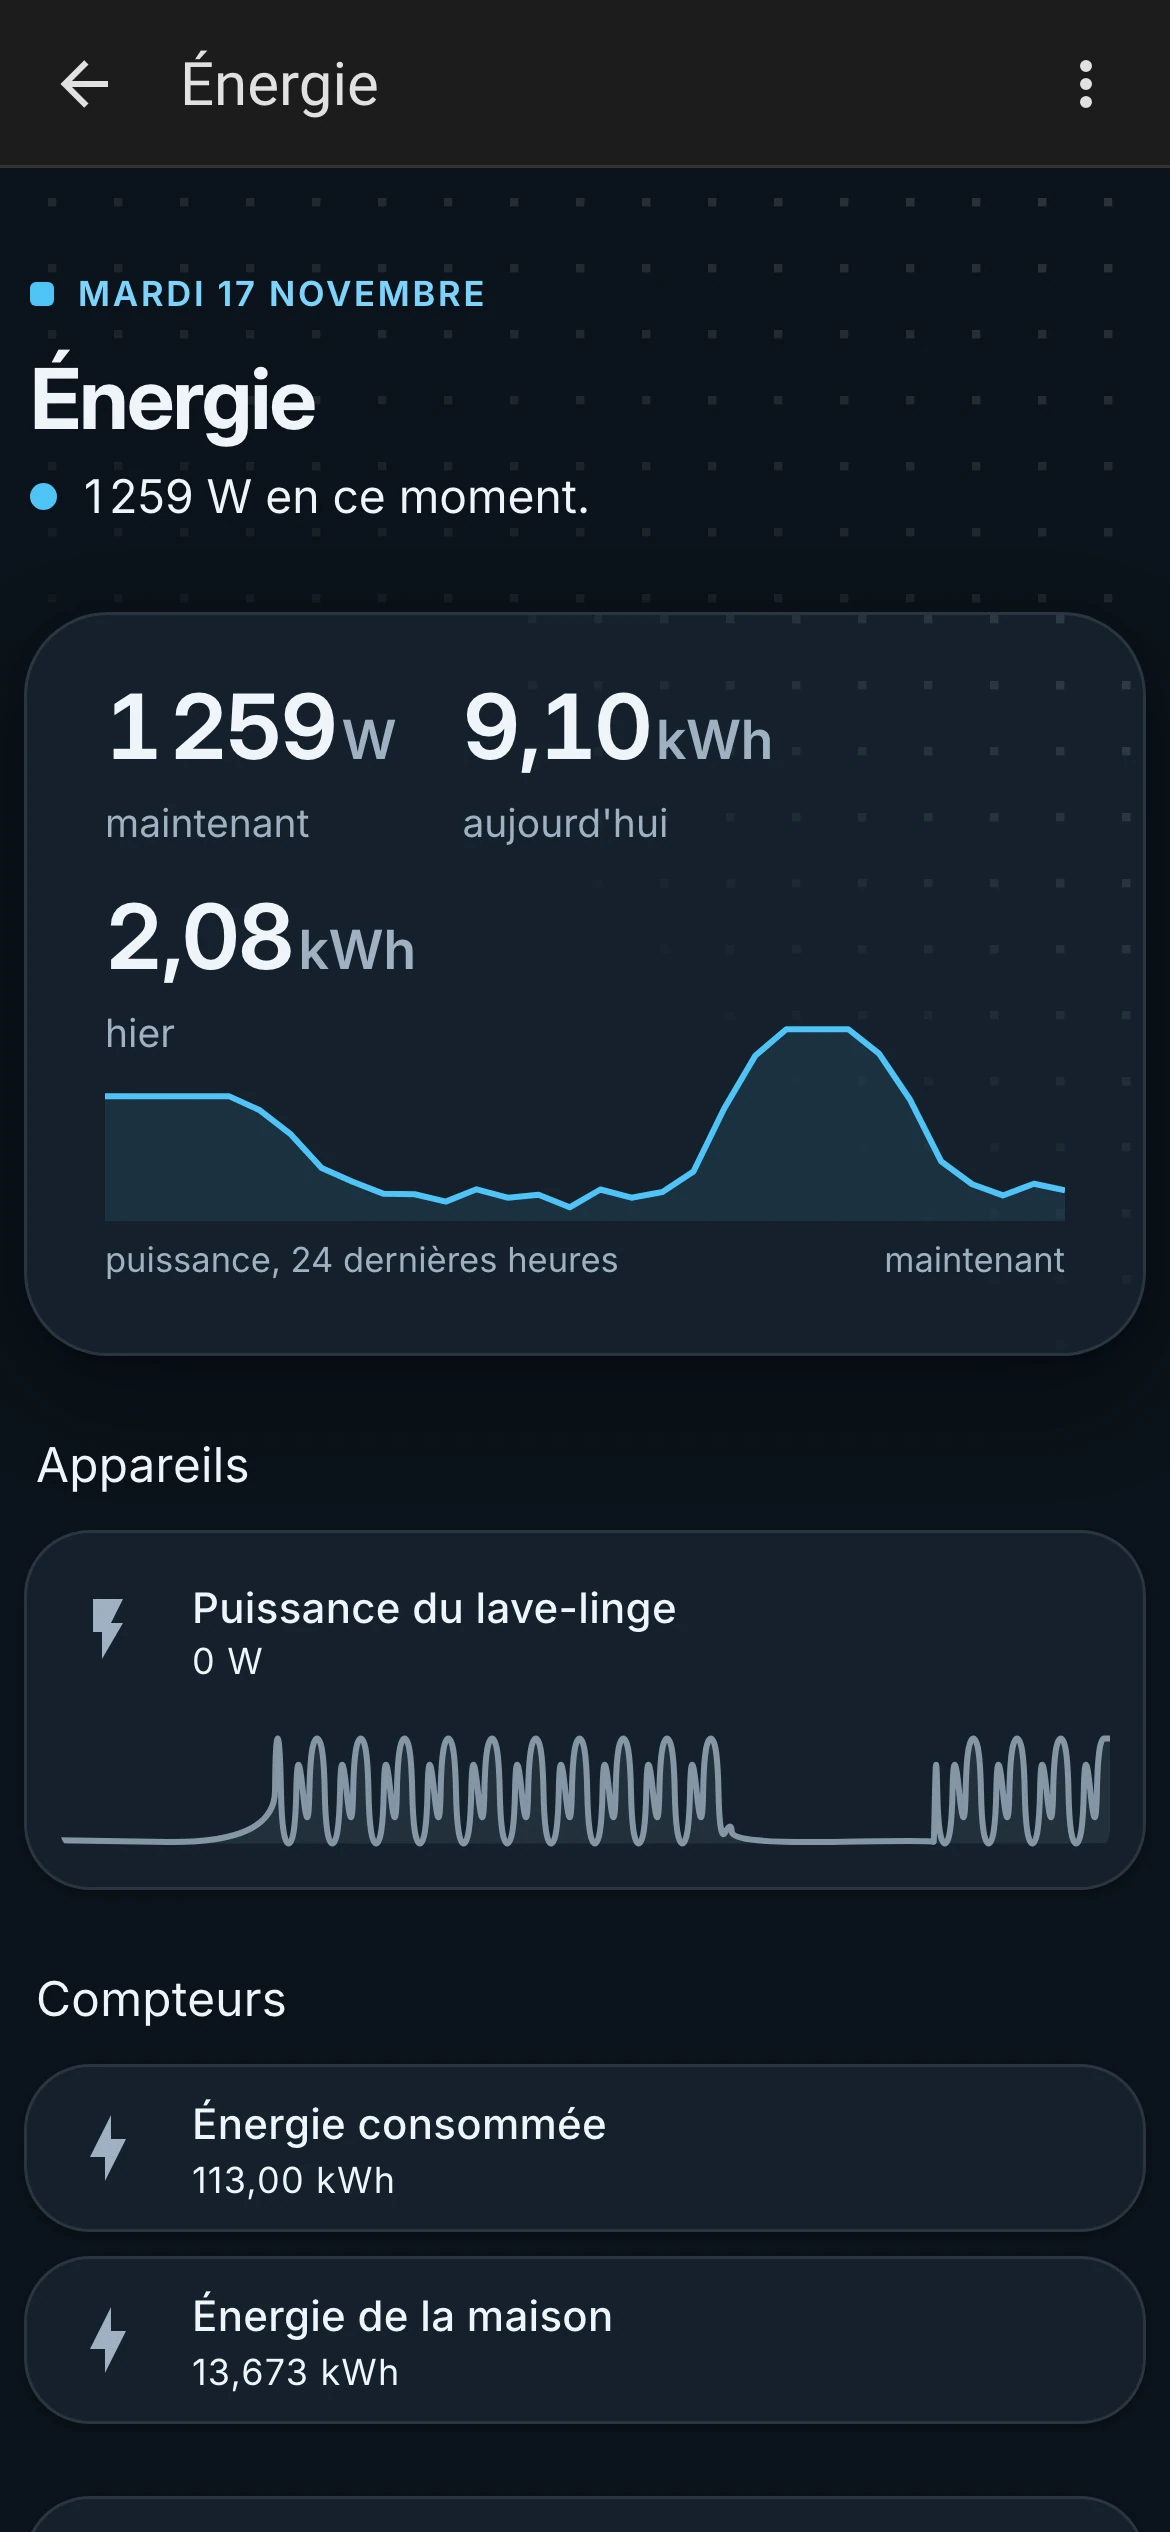 Énergie
MARDI 17 NOVEMBRE
Énergie
1 259 W en ce moment.
1 259 W 9,10 kWh
maintenant aujourd'hui
2,08 kWh
hier
puissance, 24 dernières heures maintenant
Appareils
Puissance du lave-linge
0 W
Compteurs
Énergie consommée
113,00 kWh
Énergie de la maison
13,673 kWh